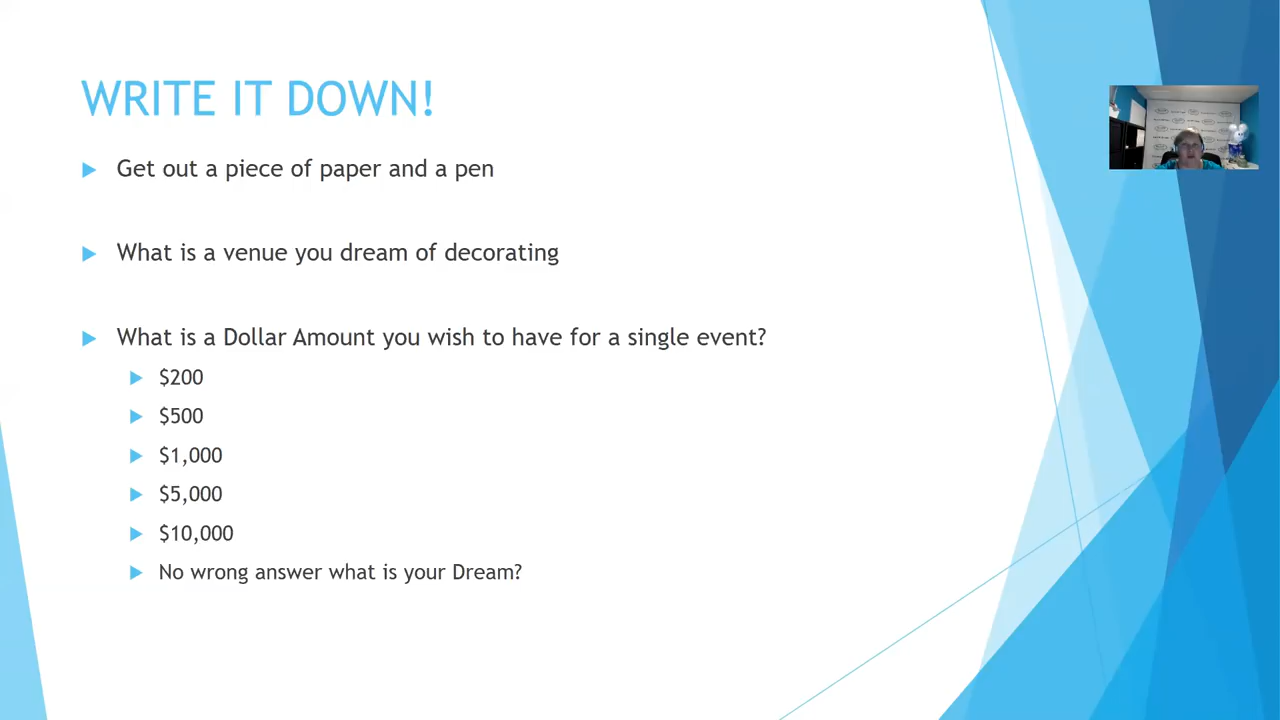 WRITE IT DOWN!
Get out a piece of paper and a pen
What is a venue you dream of decorating
What is a Dollar Amount you wish to have for a single event?
$200
$500
$1,000
$5,000
$10,000
No wrong answer what is your Dream?